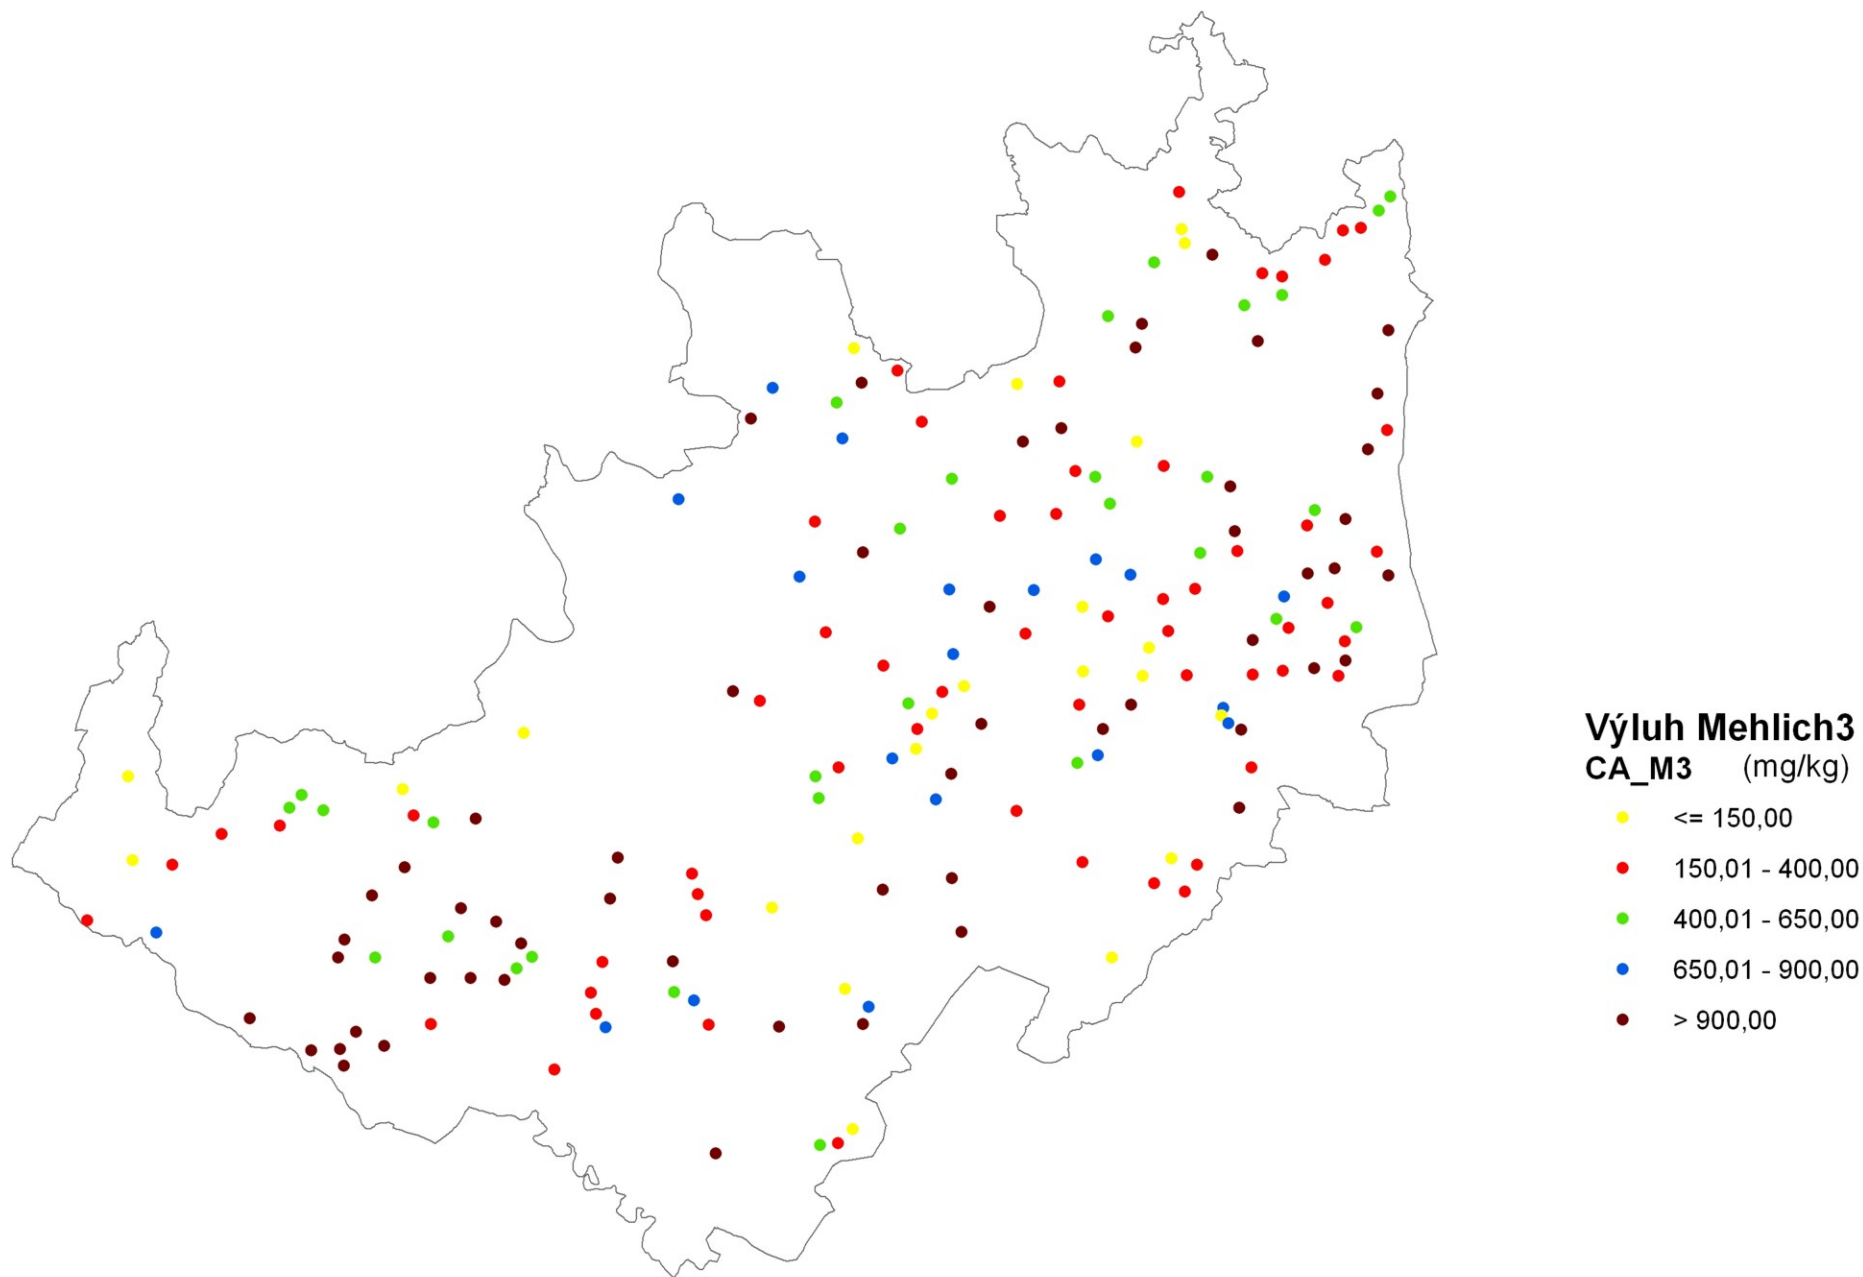 Výluh Mehlich3
CA_M3 (mg/kg)
<= 150,00
150,01 - 400,00
400,01 - 650,00
650,01 - 900,00
> 900,00